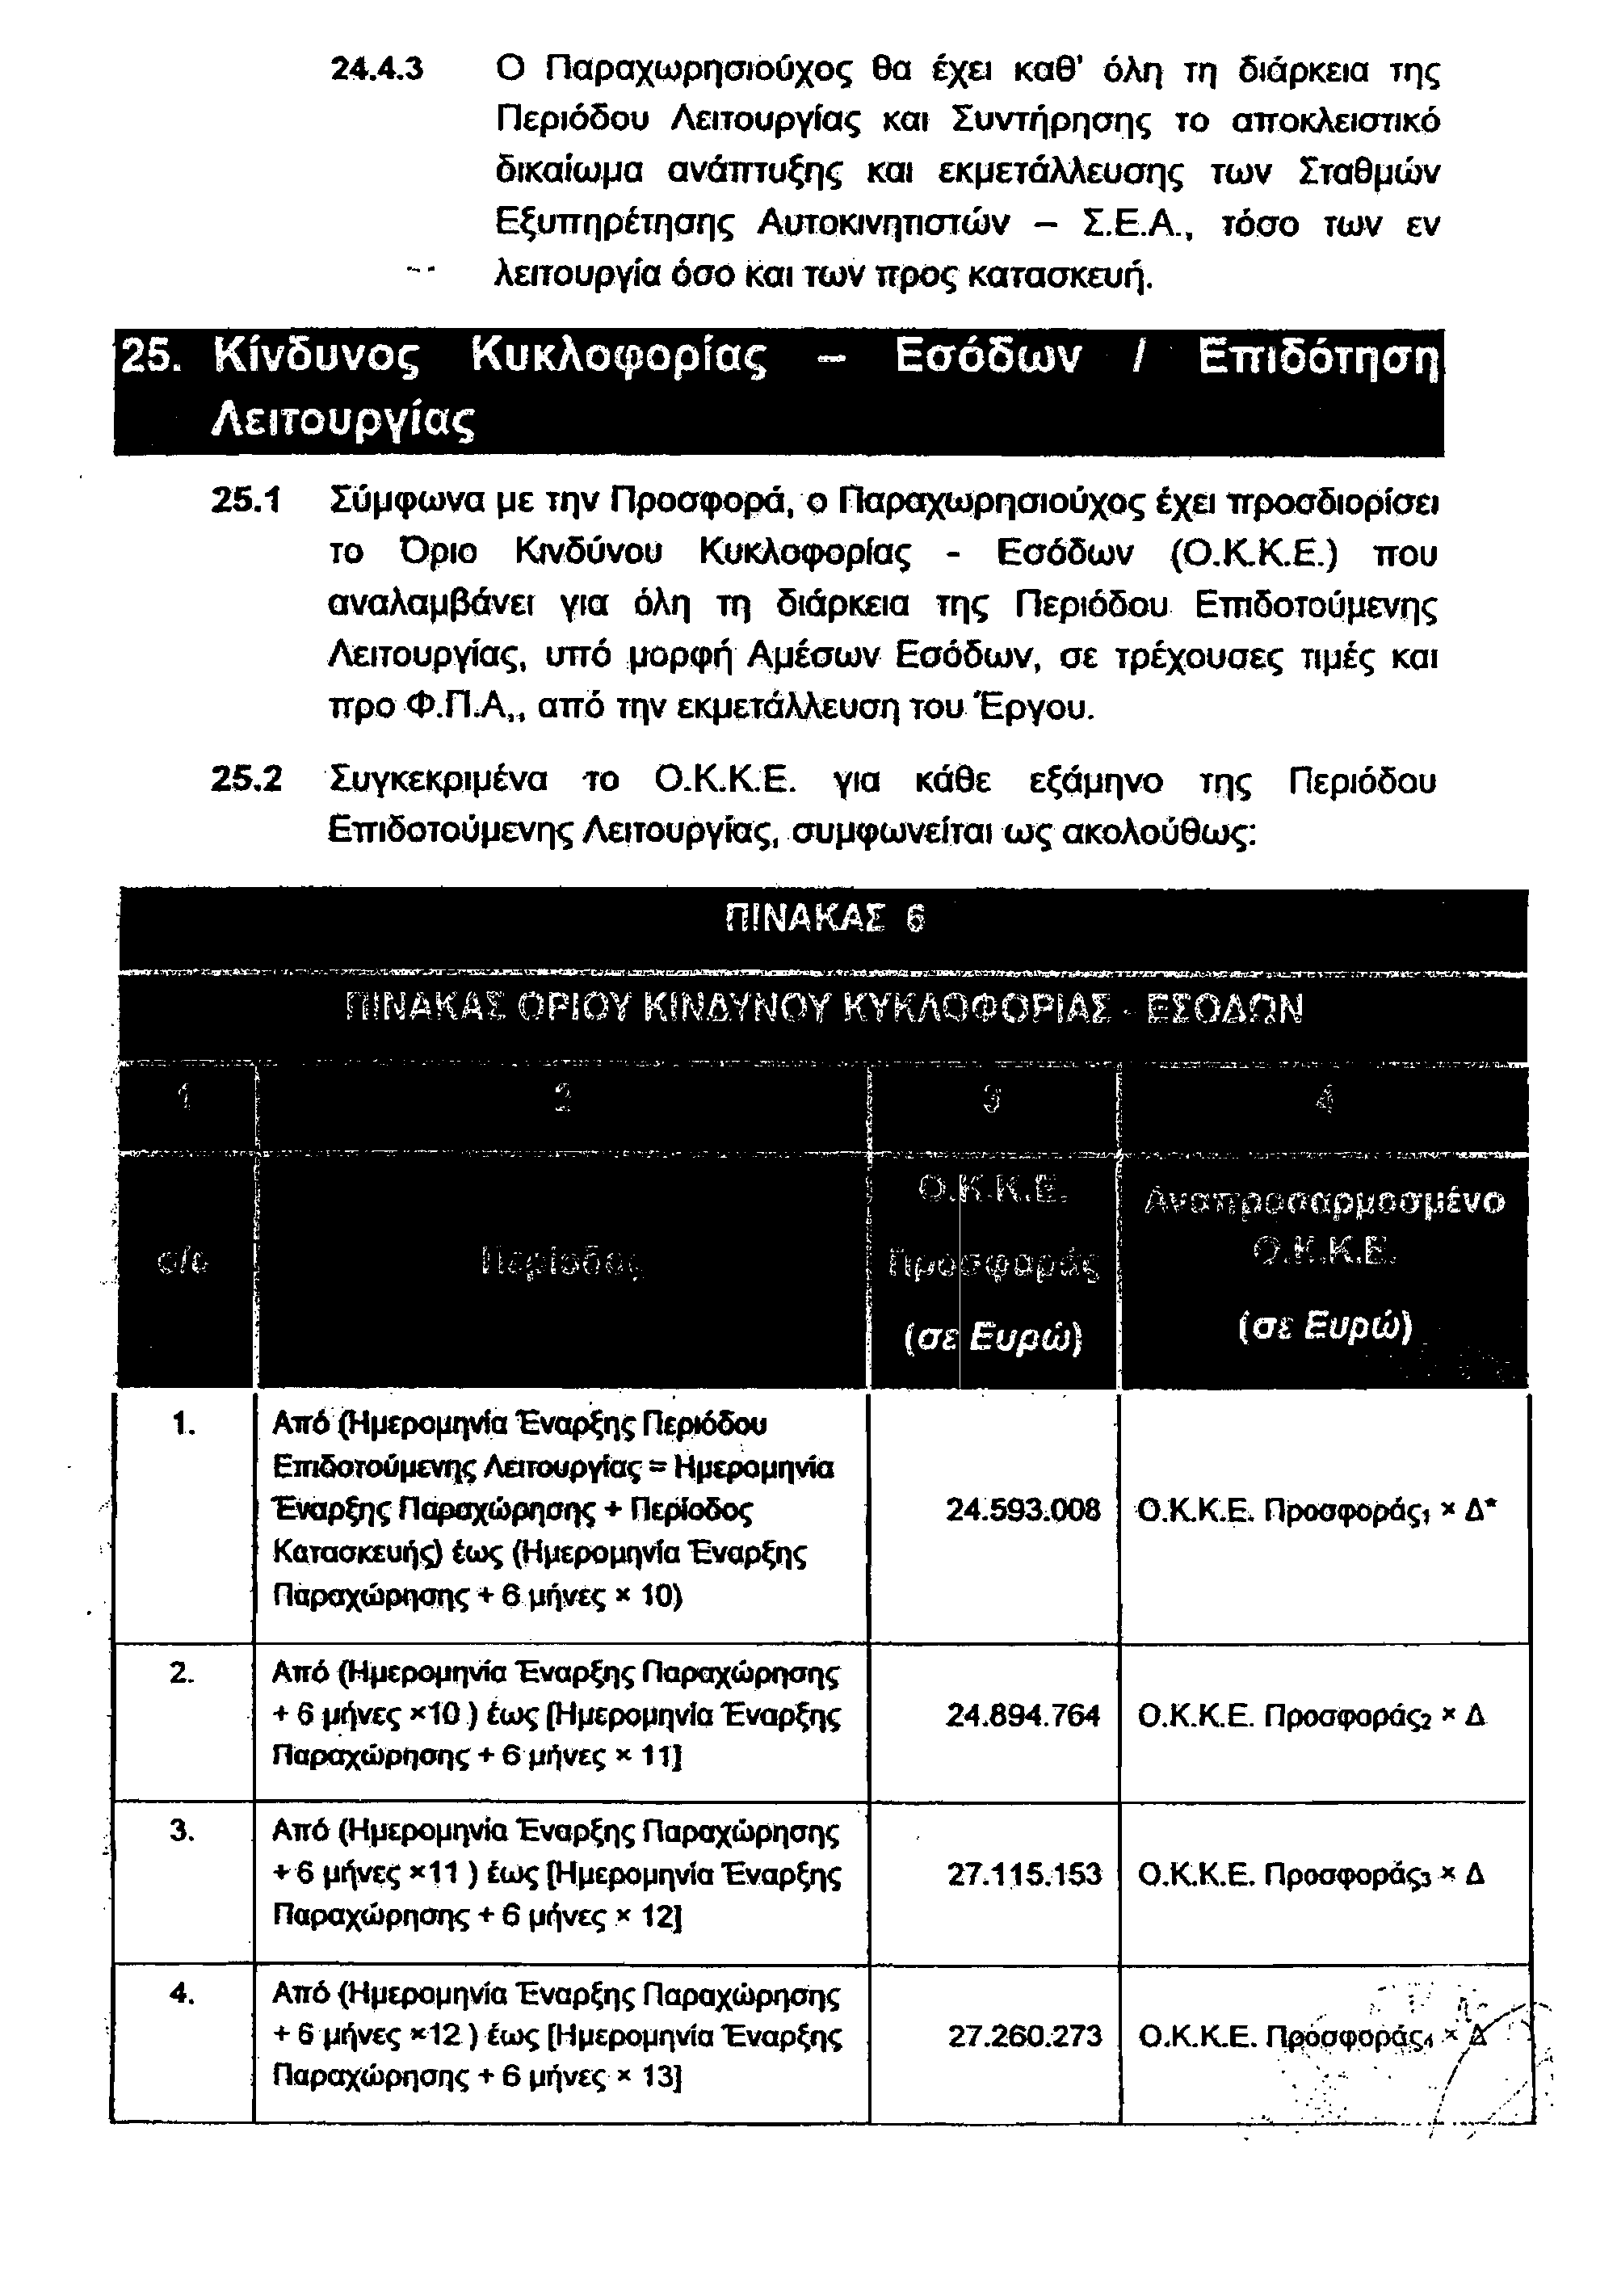 24.4.3 Ο Παραχωρησιούχος θα έχει καθ' όλη τη διάρκεια της
Περιόδου Λειτουργίας και Συντήρησης το αποκλειστικό
δικαίωμα ανάπτυξης και εκμετάλλευσης των Σταθμών
Εξυπηρέτησης Αυτοκινητιστών – Σ.Ε.Α., τόσο των εν
λειτουργία όσο και των προς κατασκευή.
25. Κίνδυνος Κυκλοφορίας – Εσόδων / Επιδότηση
Λειτουργίας
25.1 Σύμφωνα με την Προσφορά, ο Παραχωρησιούχος έχει προσδιορίσει
το Όριο Κινδύνου Κυκλοφορίας - Εσόδων (Ο.Κ.Κ.Ε.) που
αναλαμβάνει για όλη τη διάρκεια της Περιόδου Επιδοτούμενης
Λειτουργίας, υπό μορφή Αμέσων Εσόδων, σε τρέχουσες τιμές και
προ Φ.Π.Α,, από την εκμετάλλευση του Έργου.
25.2 Συγκεκριμένα το Ο.Κ.Κ.Ε. για κάθε εξάμηνο της Περιόδου
Επιδοτούμενης Λειτουργίας, συμφωνείται ως ακολούθως:
ΠΙΝΑΚΑΣ 6
ΠΙΝΑΚΑΣ ΟΡΙΟΥ ΚΙΝΔΥΝΟΥ ΚΥΚΛΟΦΟΡΙΑΣ - ΕΣΟΔΩΝ
1 2 3 4
α/α Περίοδος Ο.Κ.Κ.Ε. Προσφοράς (σε Ευρώ) Αναπροσαρμοσμένο Ο.Κ.Κ.Ε. (σε Ευρώ)
1. Από (Ημερομηνία Έναρξης Περιόδου
Επιδοτούμενης Λειτουργίας = Ημερομηνία
Έναρξης Παραχώρησης + Περίοδος 24.593.008 Ο.Κ.Κ.Ε. Προσφοράς₁ × Δ*
Κατασκευής) έως (Ημερομηνία Έναρξης
Παραχώρησης + 6 μήνες × 10)
2. Από (Ημερομηνία Έναρξης Παραχώρησης
+ 6 μήνες ×10 ) έως [Ημερομηνία Έναρξης 24.894.764 Ο.Κ.Κ.Ε. Προσφοράς₂ × Δ
Παραχώρησης + 6 μήνες × 11]
3. Από (Ημερομηνία Έναρξης Παραχώρησης
+ 6 μήνες ×11 ) έως [Ημερομηνία Έναρξης 27.115.153 Ο.Κ.Κ.Ε. Προσφοράς₃ × Δ
Παραχώρησης + 6 μήνες × 12]
4. Από (Ημερομηνία Έναρξης Παραχώρησης
+ 6 μήνες ×12 ) έως [Ημερομηνία Έναρξης 27.260.273 Ο.Κ.Κ.Ε. Προσφοράς₄ × Δ
Παραχώρησης + 6 μήνες × 13]